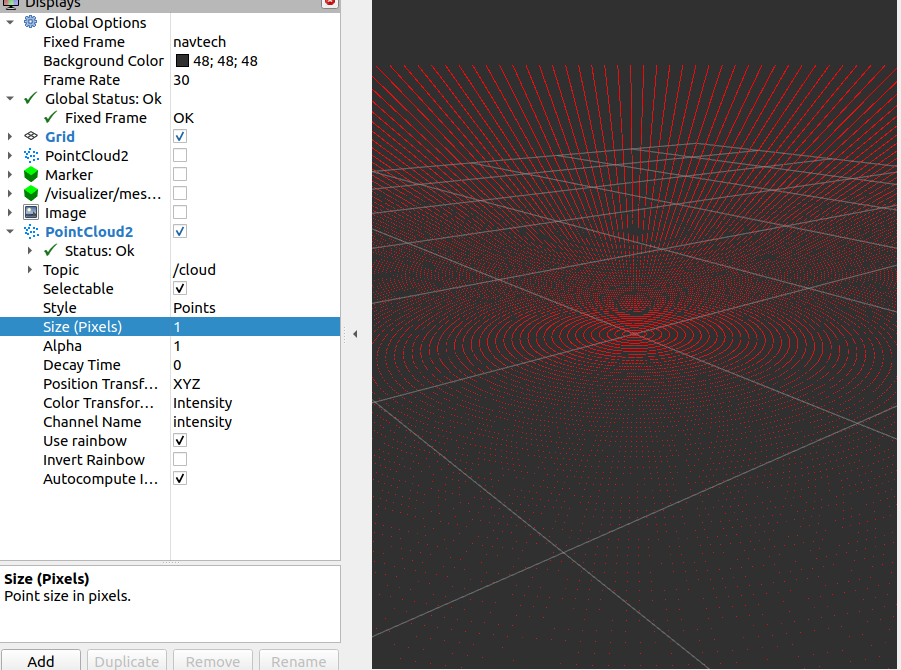 Displays
Global Options
Fixed Frame navtech
Background Color 48; 48; 48
Frame Rate 30
Global Status: Ok
Fixed Frame OK
Grid
PointCloud2
Marker
/visualizer/mes...
Image
PointCloud2
Status: Ok
Topic /cloud
Selectable
Style Points
Size (Pixels) 1
Alpha 1
Decay Time 0
Position Transf... XYZ
Color Transfor... Intensity
Channel Name intensity
Use rainbow
Invert Rainbow
Autocompute I...
Size (Pixels)
Point size in pixels.
Add Duplicate Remove Rename